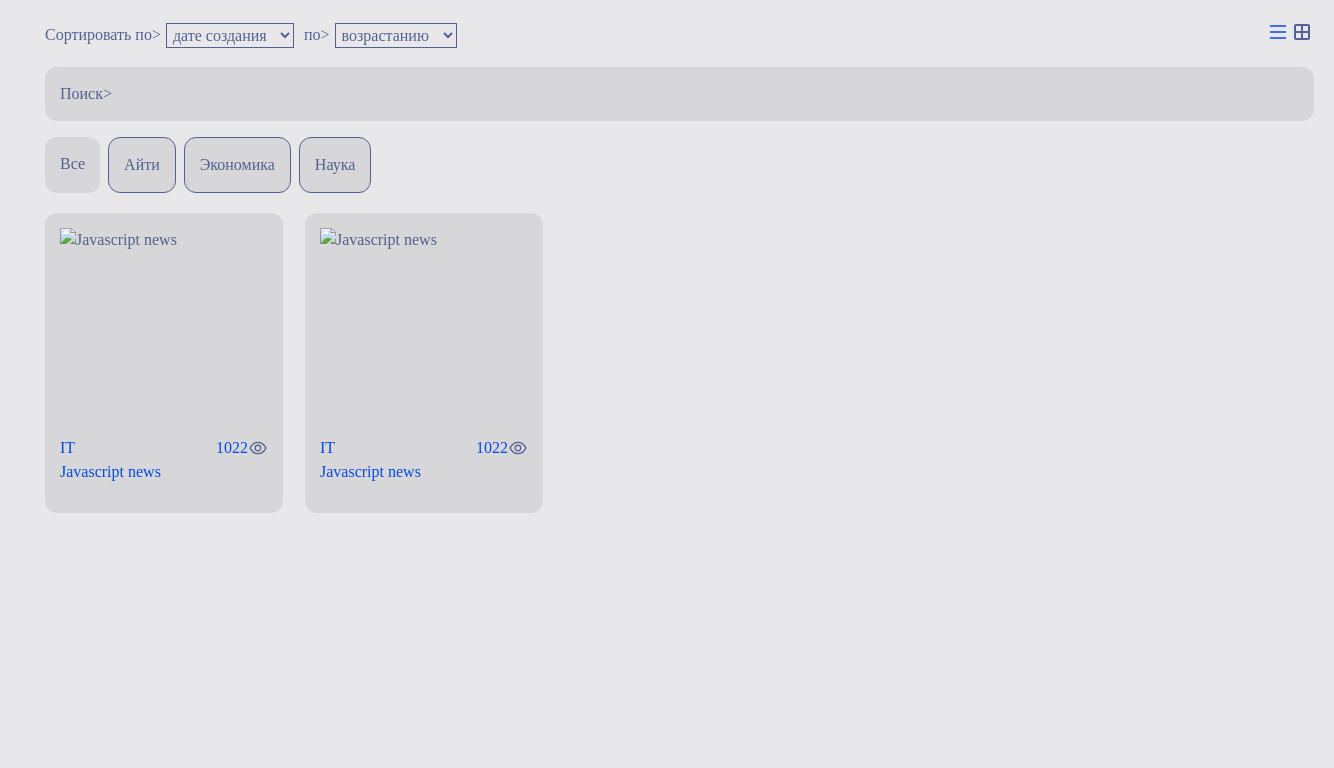 Сортировать по> дате создания по> возрастанию
Поиск>
Все Айти Экономика Наука
Javascript news Javascript news
IT 1022 IT 1022
Javascript news Javascript news